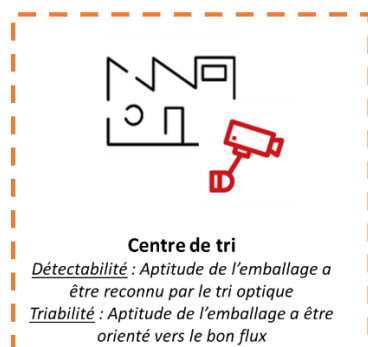 Centre de tri
Détectabilité : Aptitude de l'emballage a
être reconnu par le tri optique
Triabilité : Aptitude de l'emballage a être
orienté vers le bon flux